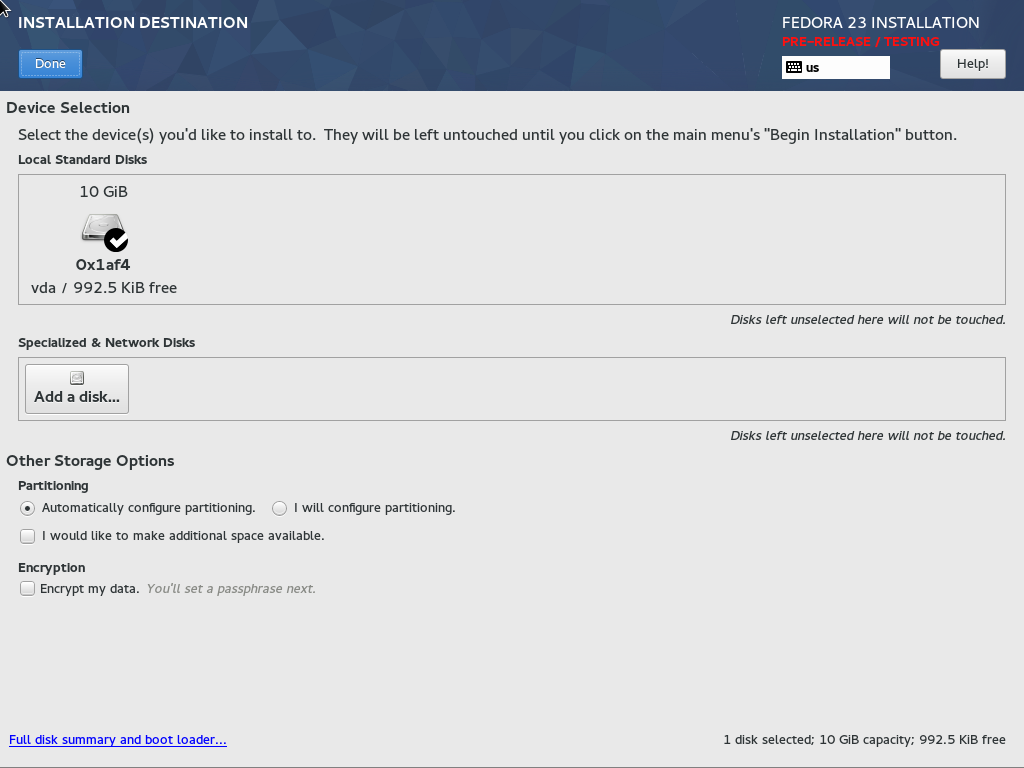 INSTALLATION DESTINATION
FEDORA 23 INSTALLATION
PRE-RELEASE / TESTING
Done
us
Help!
Device Selection
Select the device(s) you'd like to install to.  They will be left untouched until you click on the main menu's "Begin Installation" button.
Local Standard Disks
10 GiB
0x1af4
vda / 992.5 KiB free
Disks left unselected here will not be touched.
Specialized & Network Disks
Add a disk...
Disks left unselected here will not be touched.
Other Storage Options
Partitioning
Automatically configure partitioning. I will configure partitioning.
I would like to make additional space available.
Encryption
Encrypt my data. You'll set a passphrase next.
Full disk summary and boot loader...
1 disk selected; 10 GiB capacity; 992.5 KiB free